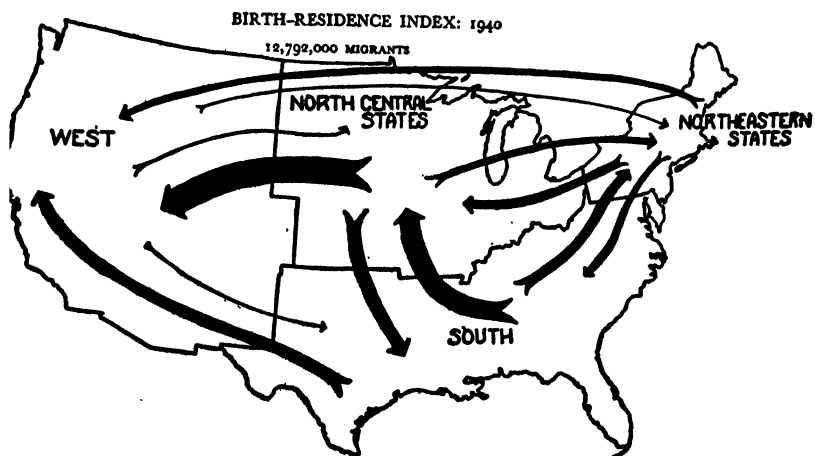 BIRTH–RESIDENCE INDEX: 1940
12,792,000 MIGRANTS
NORTH CENTRAL
STATES
WEST
NORTHEASTERN
STATES
SOUTH